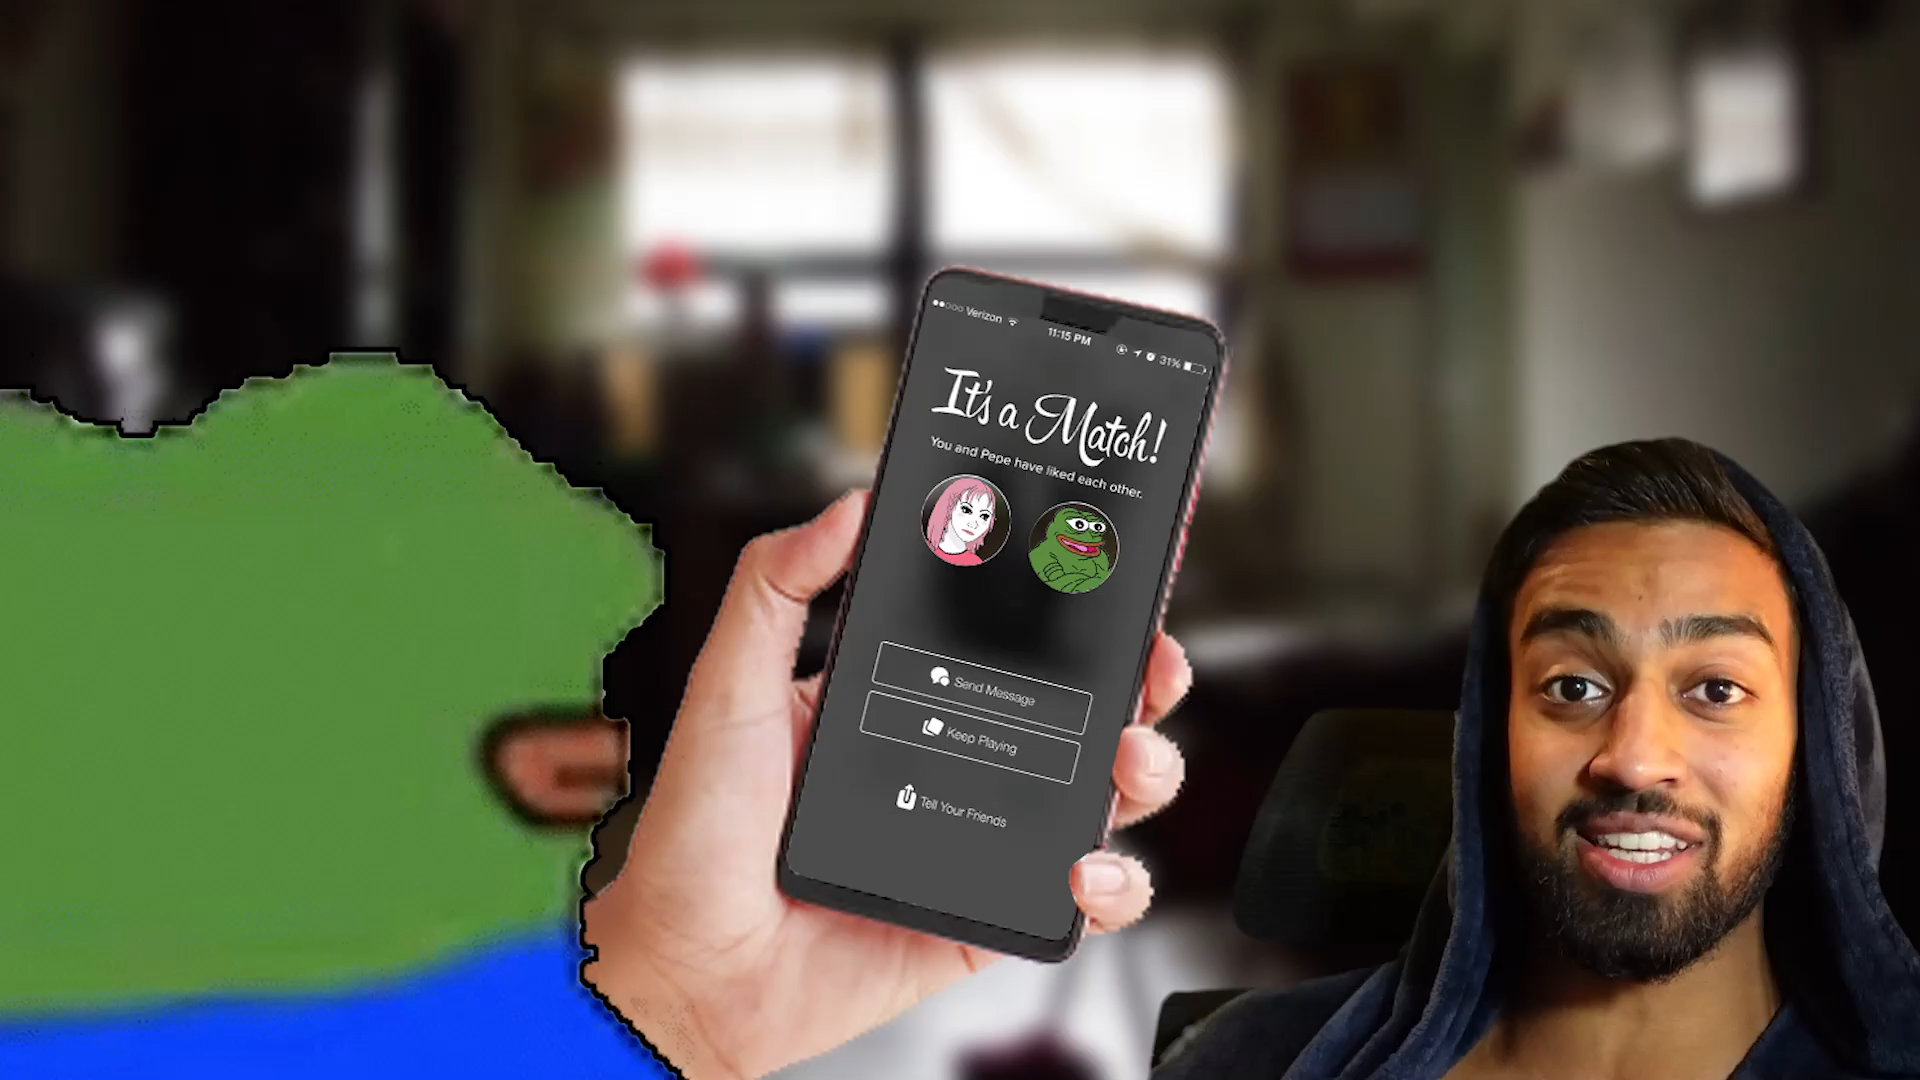 Verizon 11:15 PM 31%
It's a Match!
You and Pepe have liked each other.
Send Message
Keep Playing
Tell Your Friends